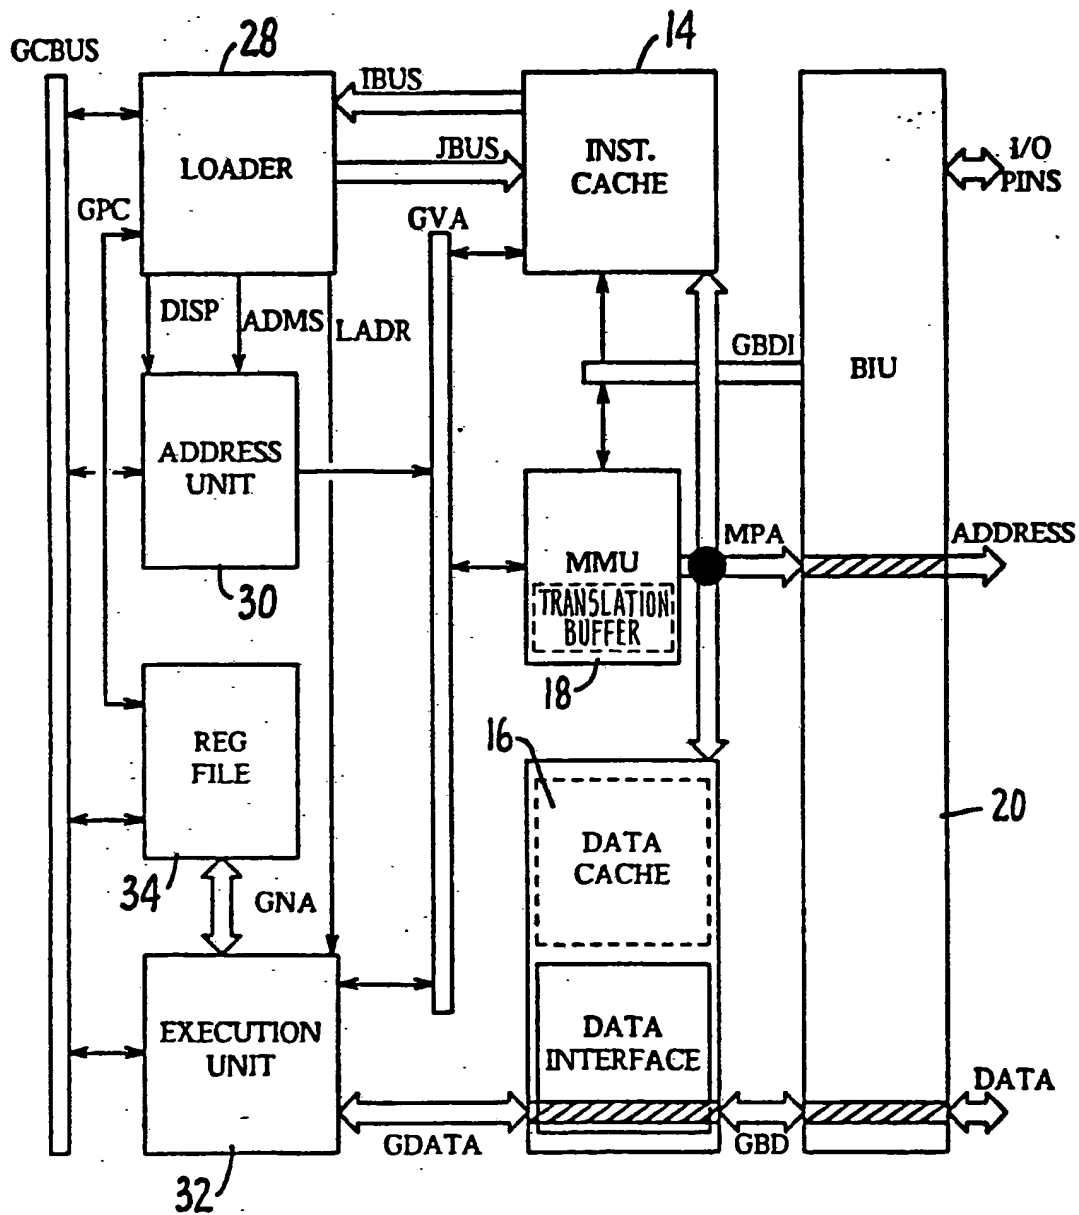 GCBUS
28
14
IBUS
LOADER
JBUS
INST.
CACHE
I/O
PINS
GPC
GVA
DISP
ADMS
LADR
GBDI
BIU
ADDRESS
UNIT
30
MPA
ADDRESS
MMU
TRANSLATION
BUFFER
18
REG
FILE
16
20
34
GNA
DATA
CACHE
EXECUTION
UNIT
DATA
INTERFACE
DATA
GDATA
GBD
32